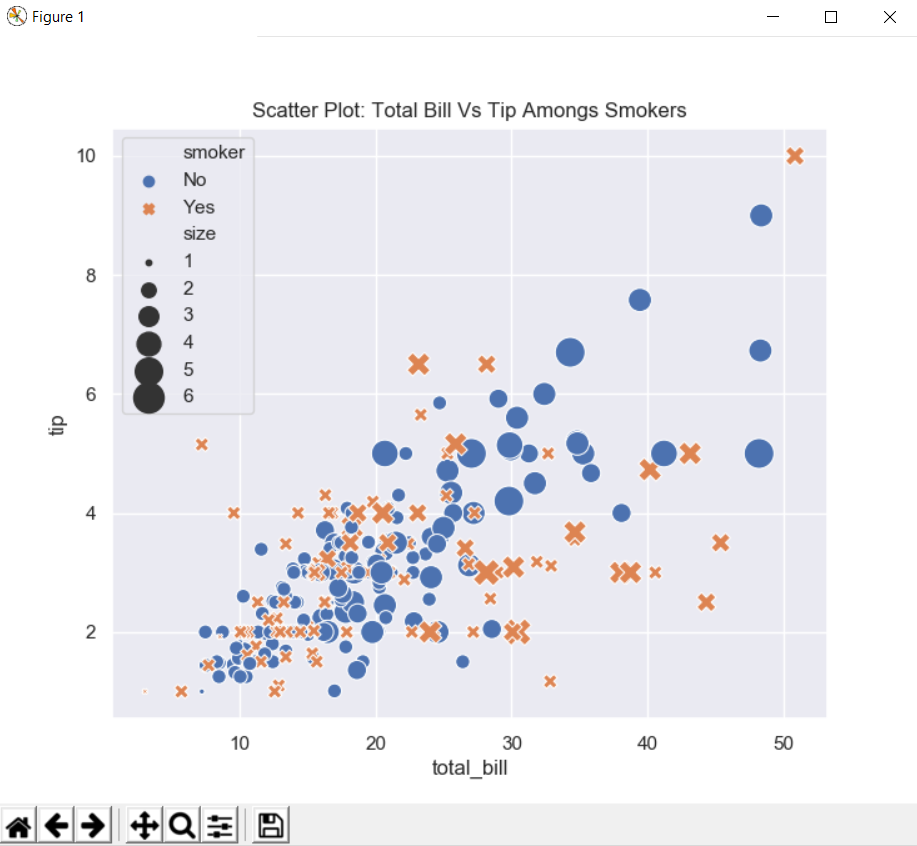 Figure 1
Scatter Plot: Total Bill Vs Tip Amongs Smokers
smoker
No
Yes
size
1
2
3
4
5
6
10
8
6
4
2
tip
10 20 30 40 50
total_bill